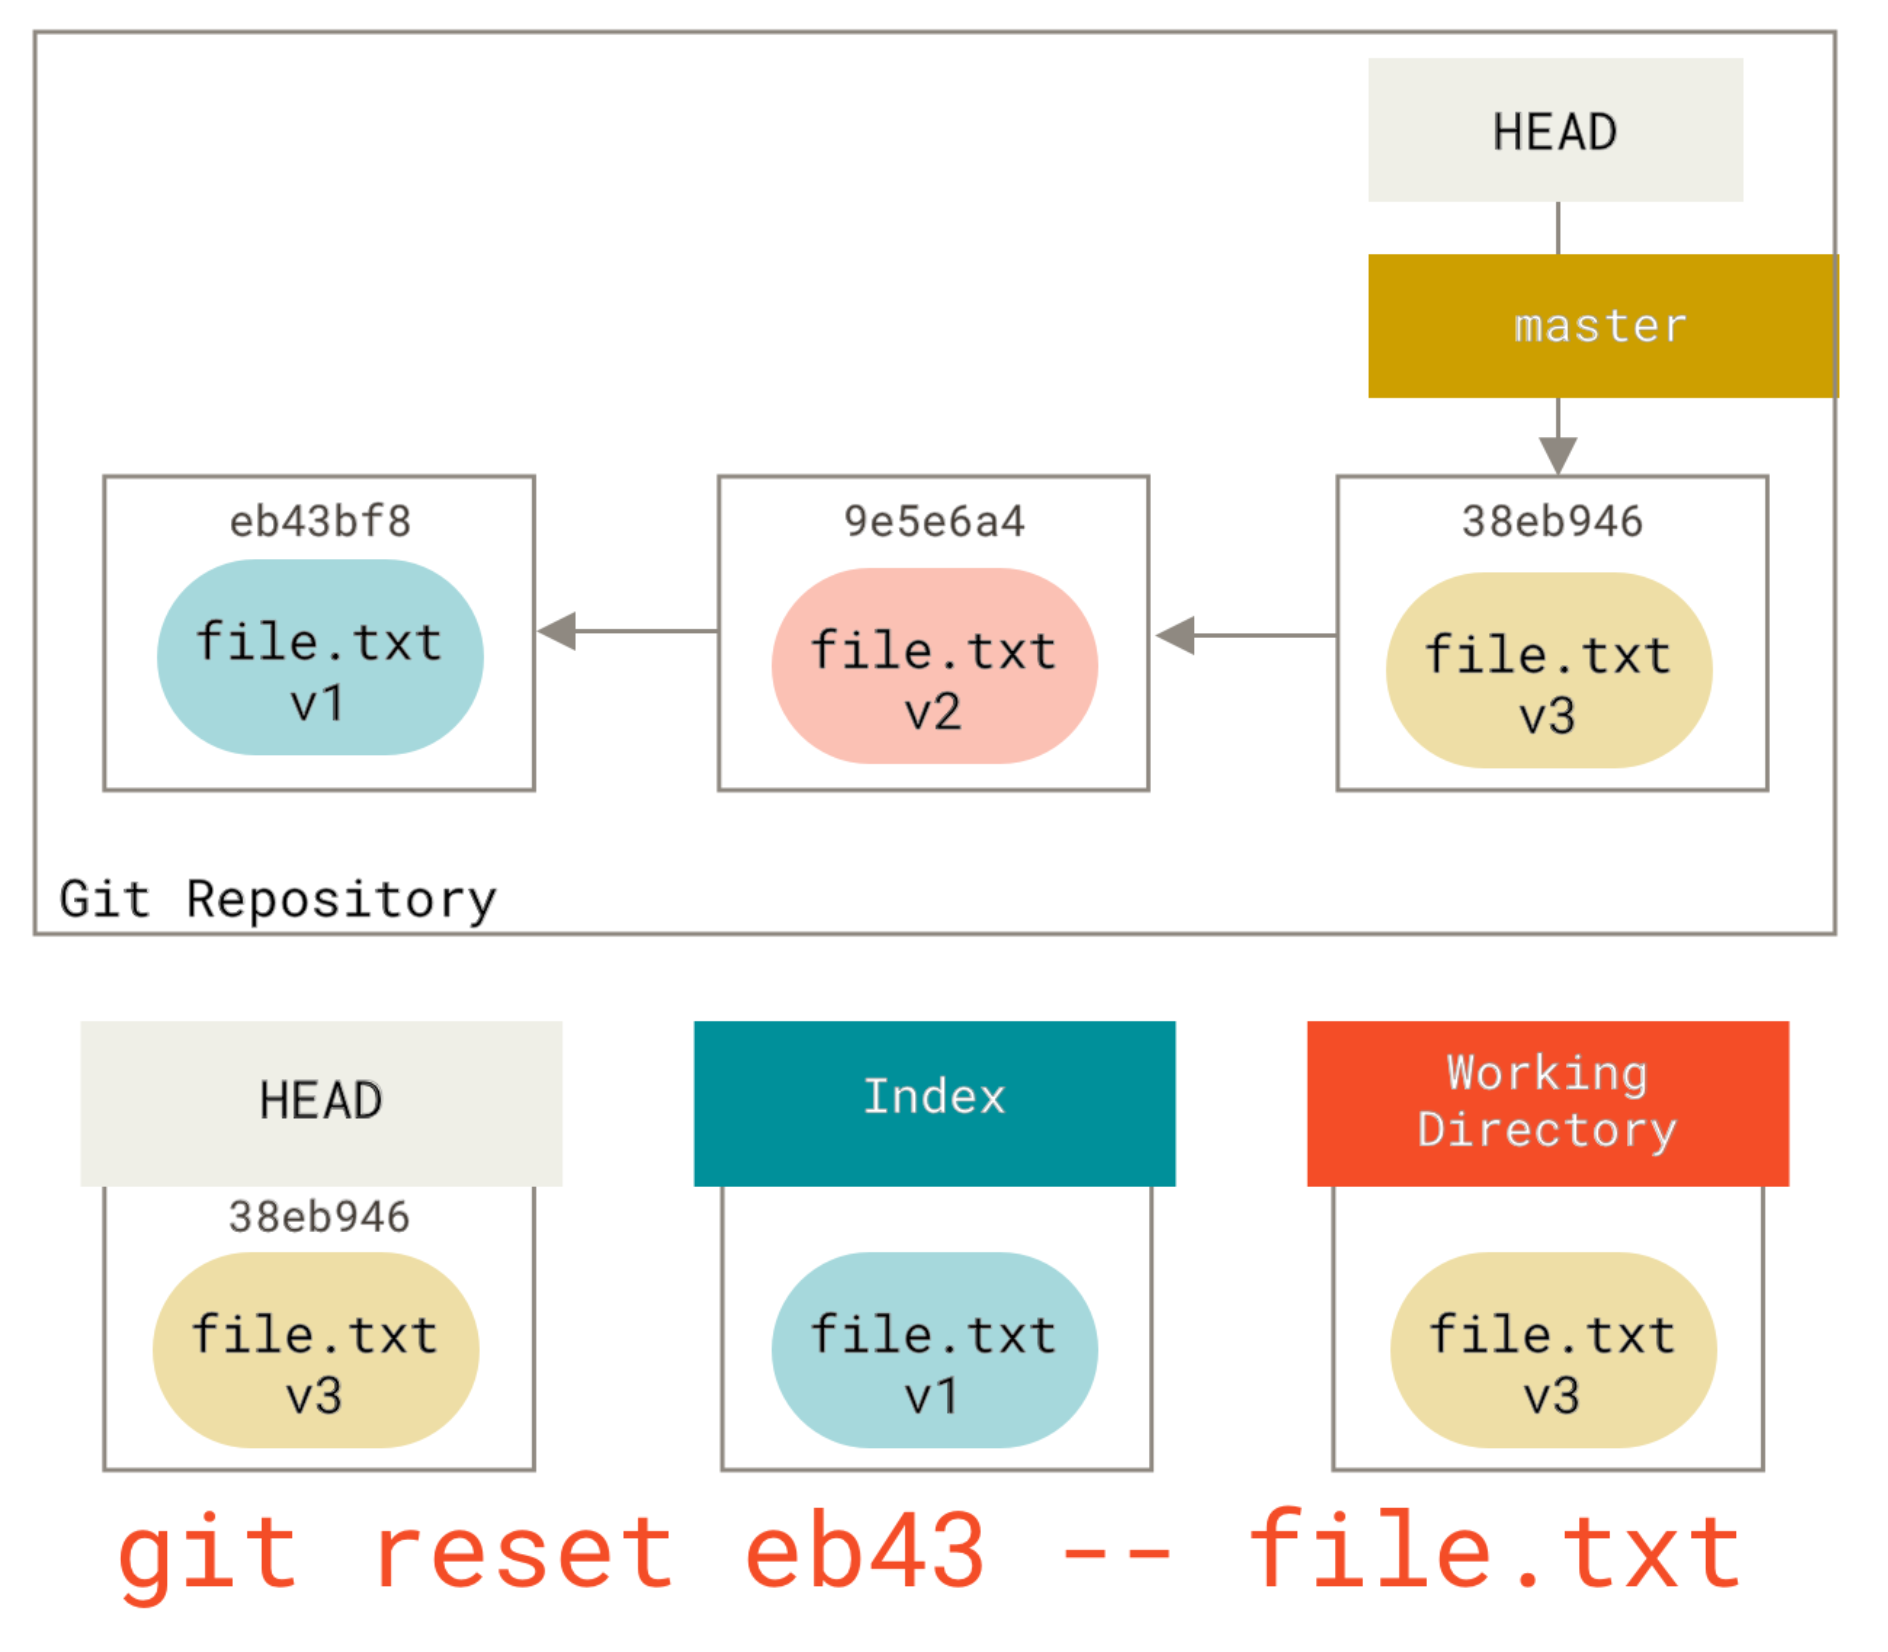 HEAD
master
eb43bf8
9e5e6a4
38eb946
file.txt
v1
file.txt
v2
file.txt
v3
Git Repository
HEAD
Index
Working
Directory
38eb946
file.txt
v3
file.txt
v1
file.txt
v3
git reset eb43 -- file.txt